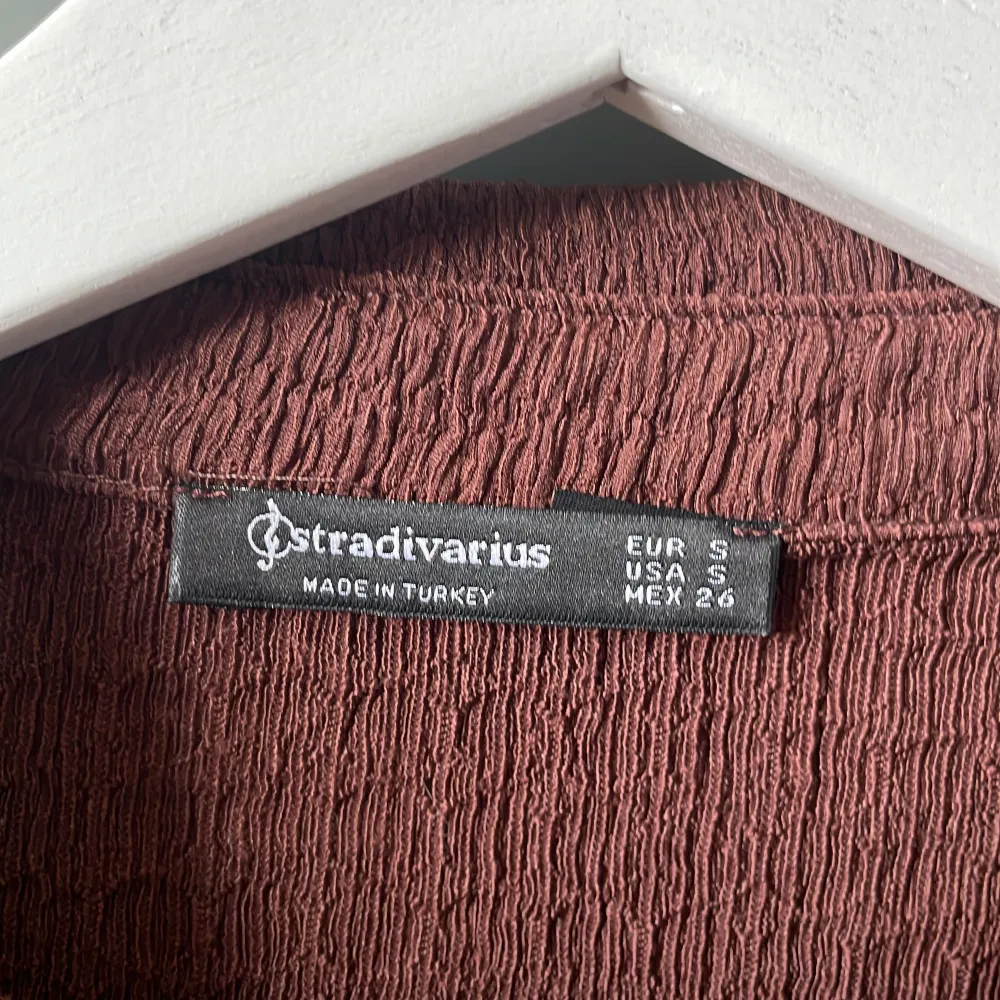 stradivarius
MADE IN TURKEY
EUR S
USA S
MEX 26